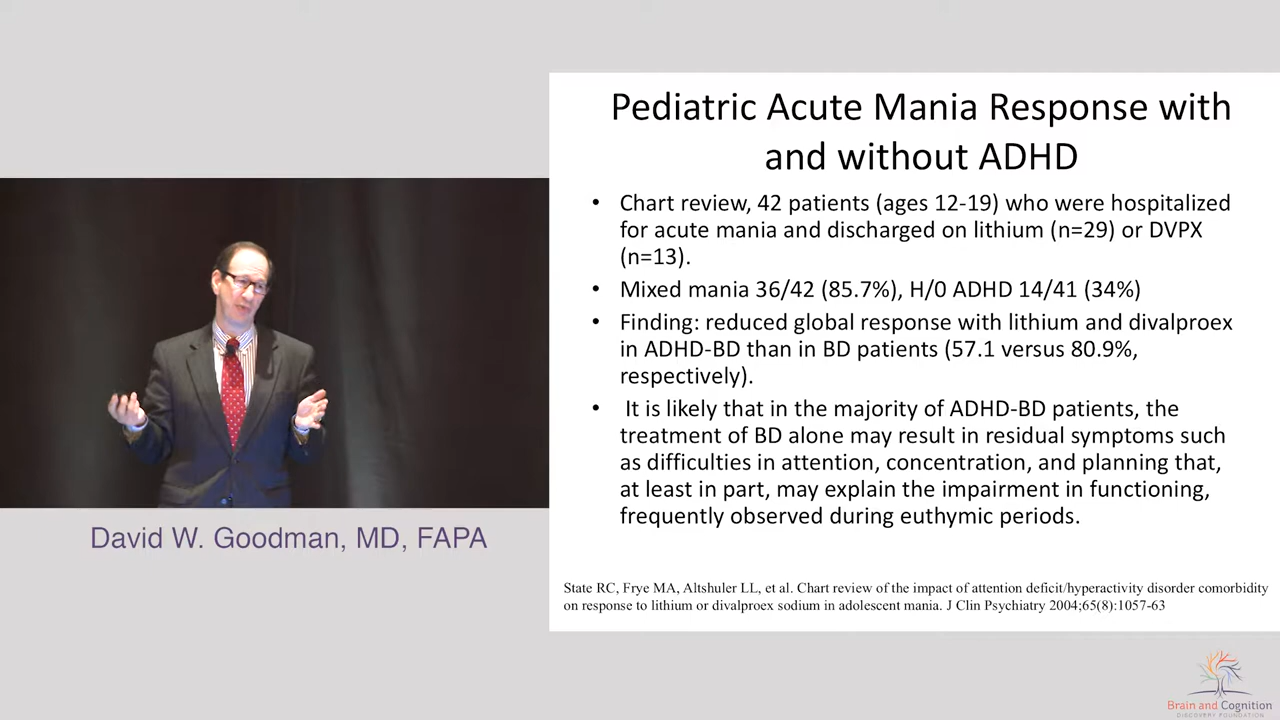 Pediatric Acute Mania Response with
and without ADHD
• Chart review, 42 patients (ages 12-19) who were hospitalized
for acute mania and discharged on lithium (n=29) or DVPX
(n=13).
• Mixed mania 36/42 (85.7%), H/0 ADHD 14/41 (34%)
• Finding: reduced global response with lithium and divalproex
in ADHD-BD than in BD patients (57.1 versus 80.9%,
respectively).
• It is likely that in the majority of ADHD-BD patients, the
treatment of BD alone may result in residual symptoms such
as difficulties in attention, concentration, and planning that,
at least in part, may explain the impairment in functioning,
frequently observed during euthymic periods.
State RC, Frye MA, Altshuler LL, et al. Chart review of the impact of attention deficit/hyperactivity disorder comorbidity
on response to lithium or divalproex sodium in adolescent mania. J Clin Psychiatry 2004;65(8):1057-63
David W. Goodman, MD, FAPA
Brain and Cognition
DISCOVERY FOUNDATION